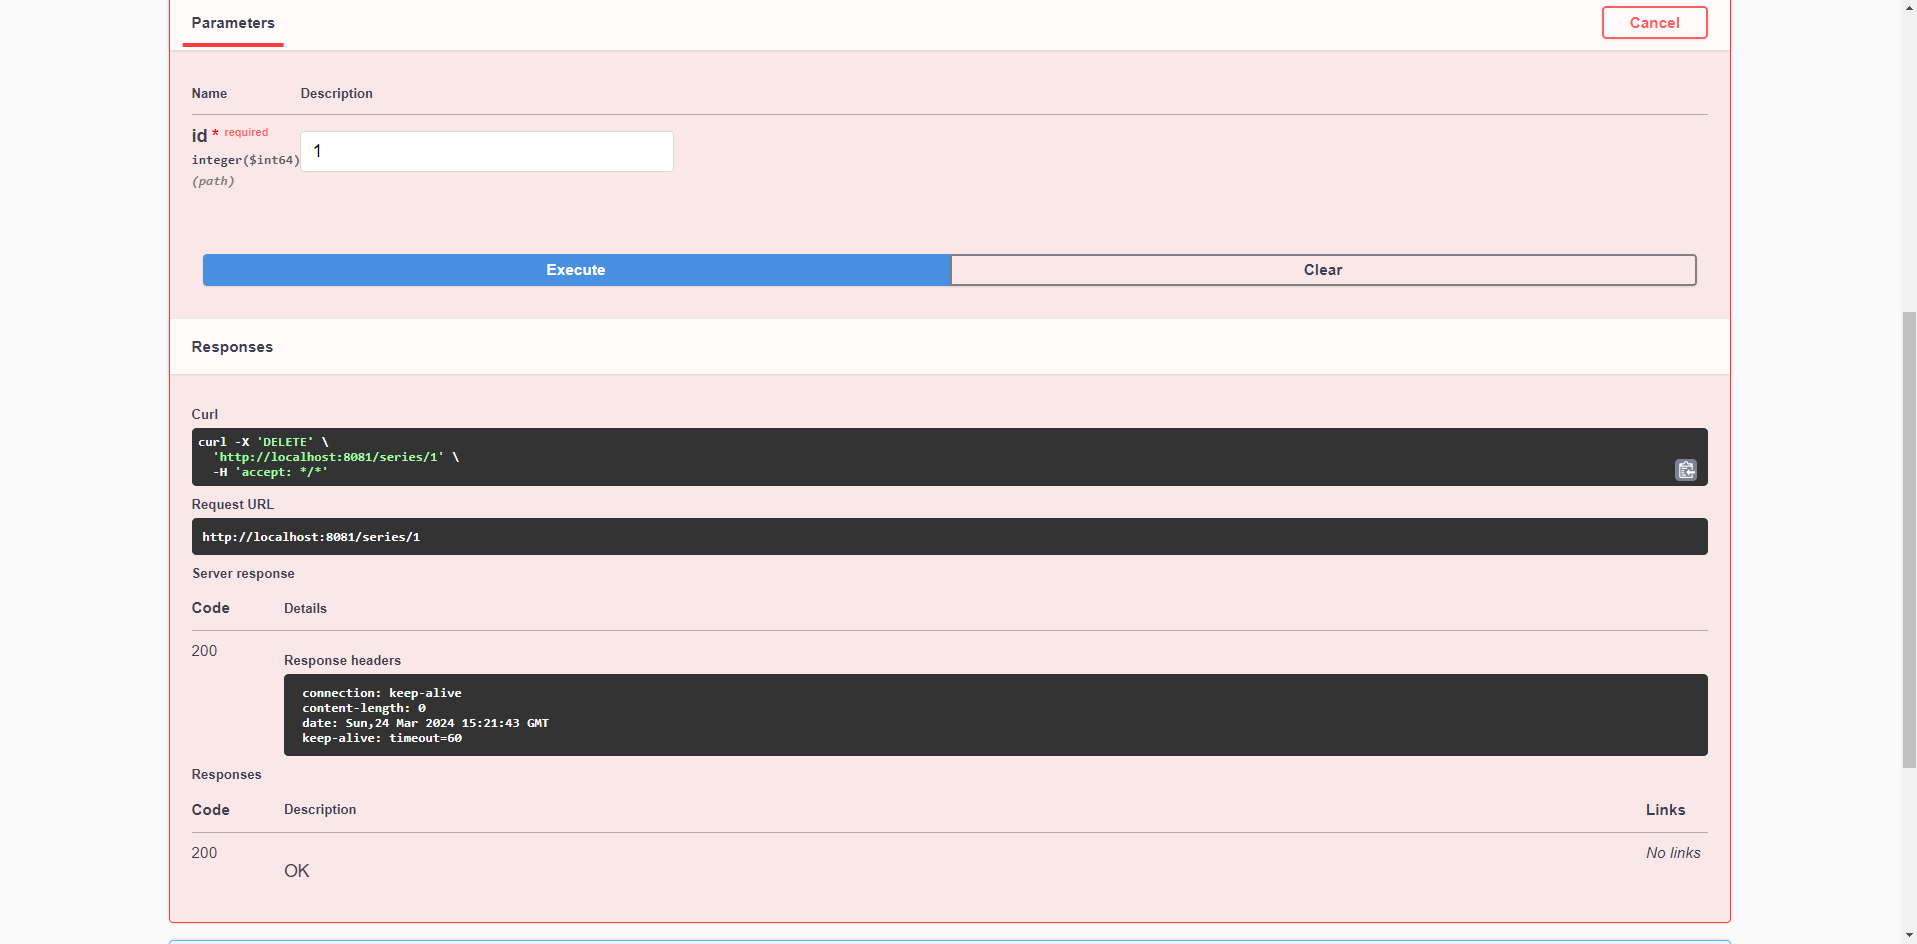 Parameters
Cancel
Name Description
id * required
integer($int64)
(path)
1
Execute Clear
Responses
Curl
curl -X 'DELETE' \
'http://localhost:8081/series/1' \
-H 'accept: */*'
Request URL
http://localhost:8081/series/1
Server response
Code Details
200
Response headers
connection: keep-alive
content-length: 0
date: Sun,24 Mar 2024 15:21:43 GMT
keep-alive: timeout=60
Responses
Code Description Links
200 No links
OK